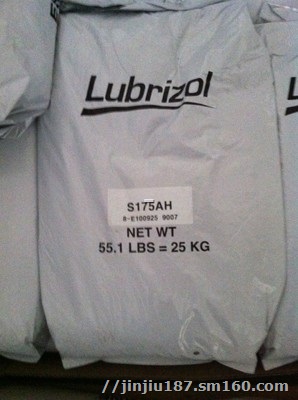 Lubrizol
S175AH
8-E100925 9007
NET WT
55.1 LBS = 25 KG
//jinjiu187.sm160.com